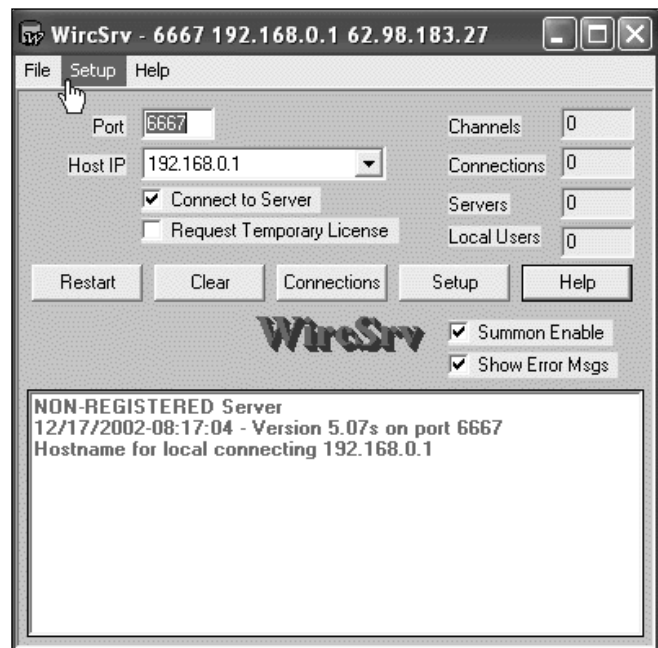 WircSrv - 6667 192.168.0.1 62.98.183.27
File Setup Help
Port 6667
Channels 0
Host IP 192.168.0.1
Connections 0
Connect to Server
Servers 0
Request Temporary License
Local Users 0
Restart Clear Connections Setup Help
WircSrv
Summon Enable
Show Error Msgs
NON-REGISTERED Server
12/17/2002-08:17:04 - Version 5.07s on port 6667
Hostname for local connecting 192.168.0.1